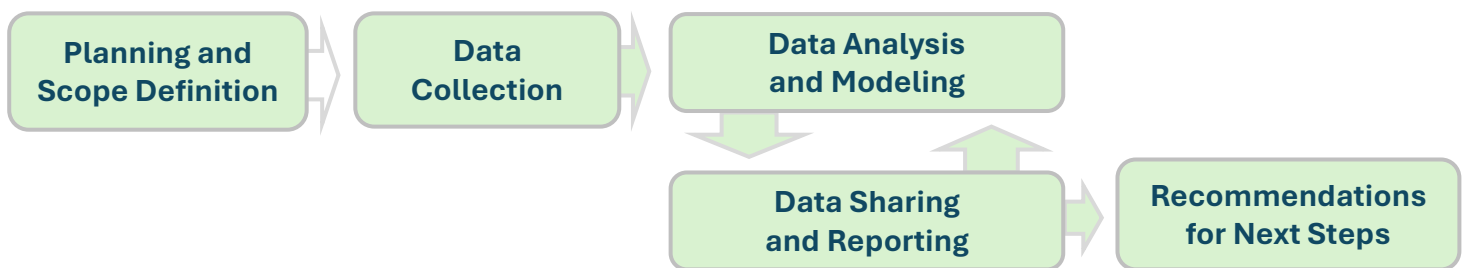 Planning and
Scope Definition
Data
Collection
Data Analysis
and Modeling
Data Sharing
and Reporting
Recommendations
for Next Steps